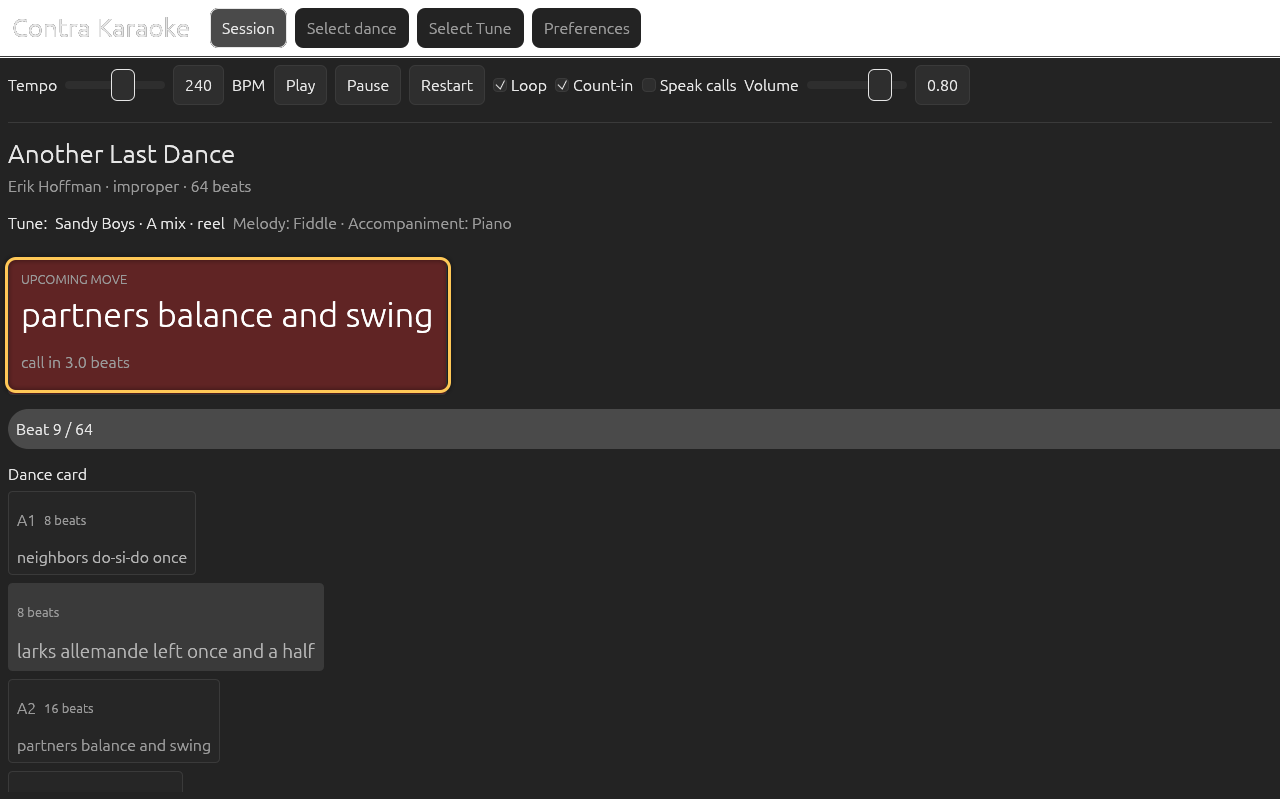 Contra Karaoke Session Select dance Select Tune Preferences
Tempo 240 BPM Play Pause Restart Loop Count-in Speak calls Volume 0.80
Another Last Dance
Erik Hoffman · improper · 64 beats
Tune: Sandy Boys · A mix · reel Melody: Fiddle · Accompaniment: Piano
UPCOMING MOVE
partners balance and swing
call in 3.0 beats
Beat 9 / 64
Dance card
A1 8 beats
neighbors do-si-do once
8 beats
larks allemande left once and a half
A2 16 beats
partners balance and swing